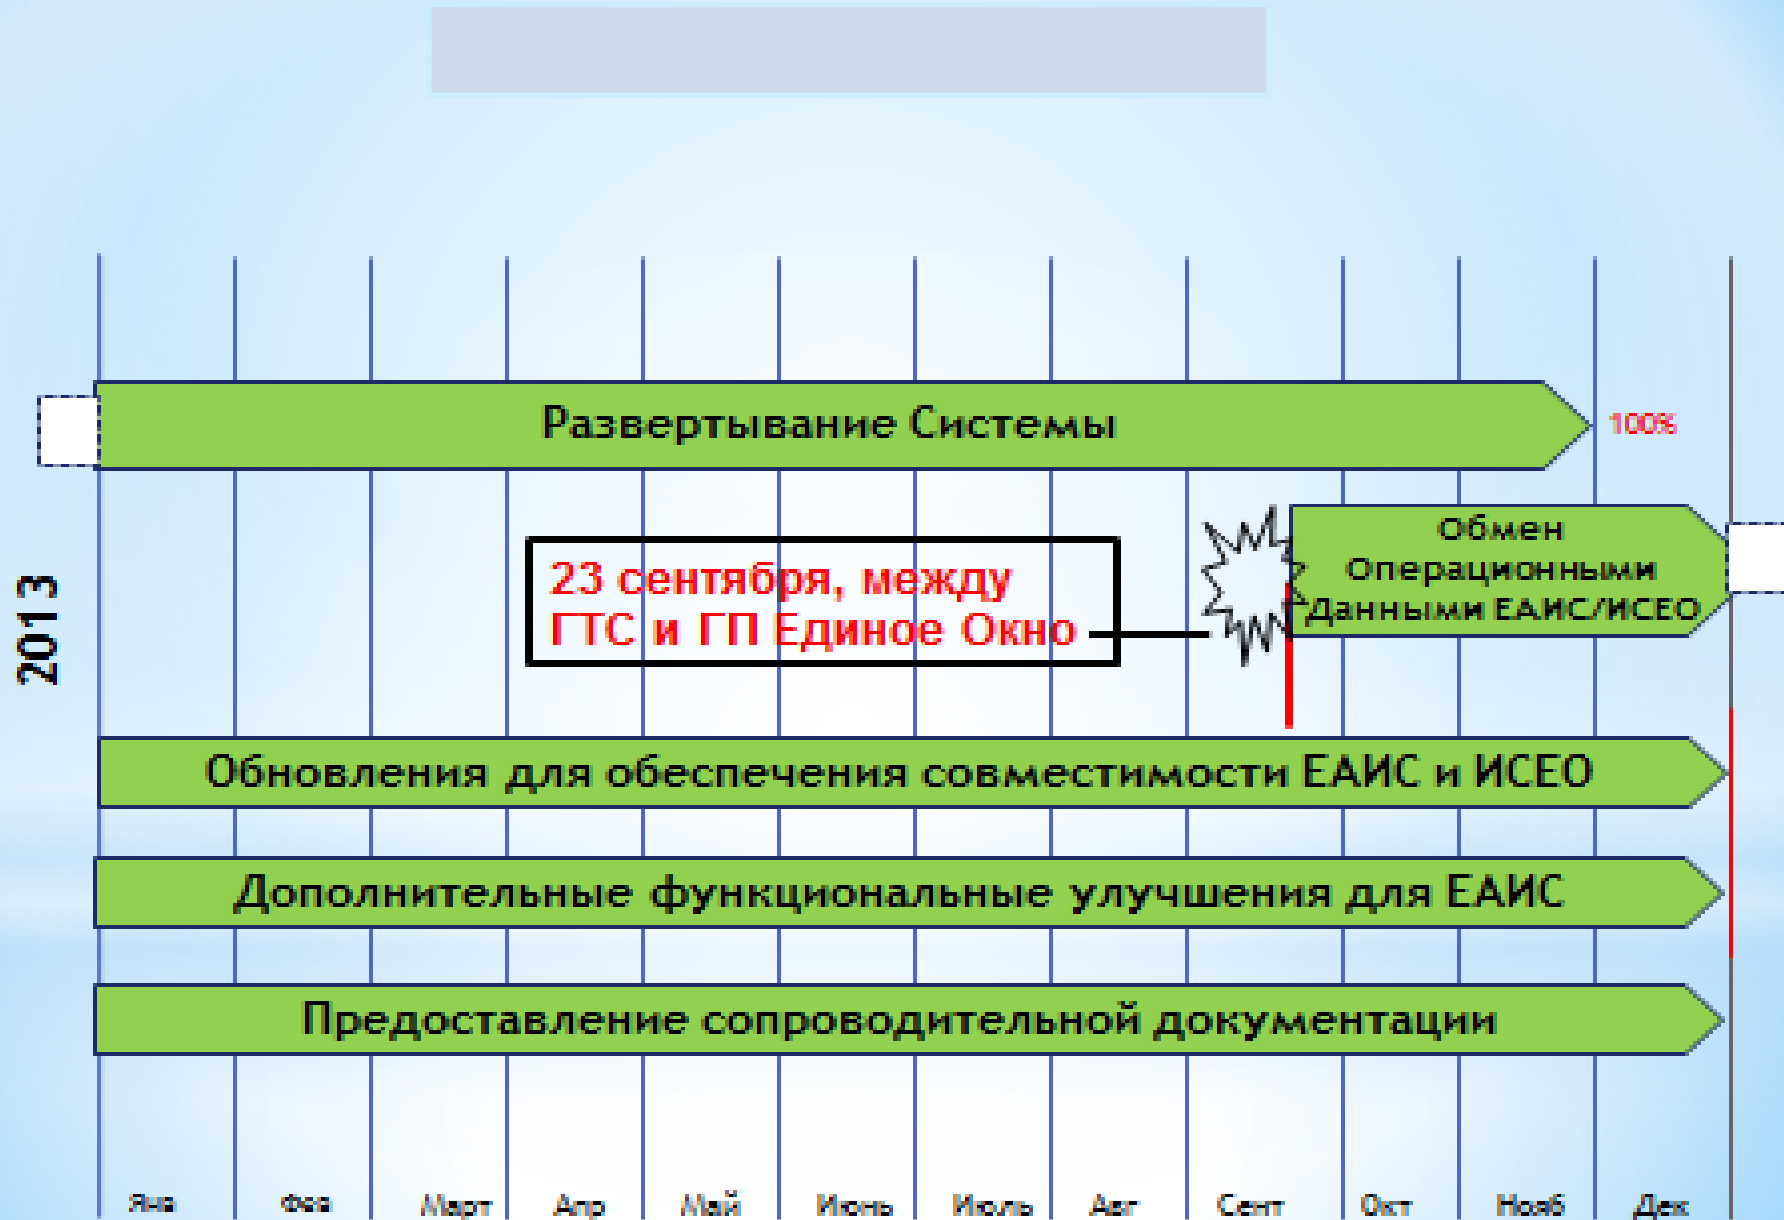 Развертывание Системы
100%
Обмен
Операционными
Данными ЕАИС/ИСЕО
23 сентября, между
ГТС и ГП Единое Окно
2013
Обновления для обеспечения совместимости ЕАИС и ИСЕО
Дополнительные функциональные улучшения для ЕАИС
Предоставление сопроводительной документации
Янв Фев Март Апр Май Июнь Июль Авг Сент Окт Нояб Дек